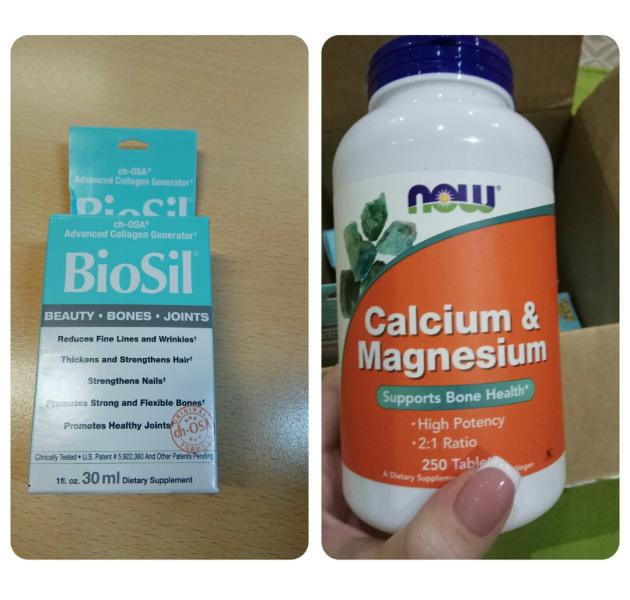 ch-OSA®
Advanced Collagen Generator†
BioSil
ch-OSA®
Advanced Collagen Generator†
BioSil®
BEAUTY • BONES • JOINTS
Reduces Fine Lines and Wrinkles†
Thickens and Strengthens Hair†
Strengthens Nails†
Promotes Strong and Flexible Bones†
Promotes Healthy Joints†
ORIGINAL
ch-OSA
FORMULA
Clinically Tested • U.S. Patent # 5,922,360 And Other Patents Pending
1fl. oz. 30ml Dietary Supplement
now®
Calcium &
Magnesium
Supports Bone Health*
•High Potency
•2:1 Ratio
250 Tablets
A Dietary Supplement
Vegan